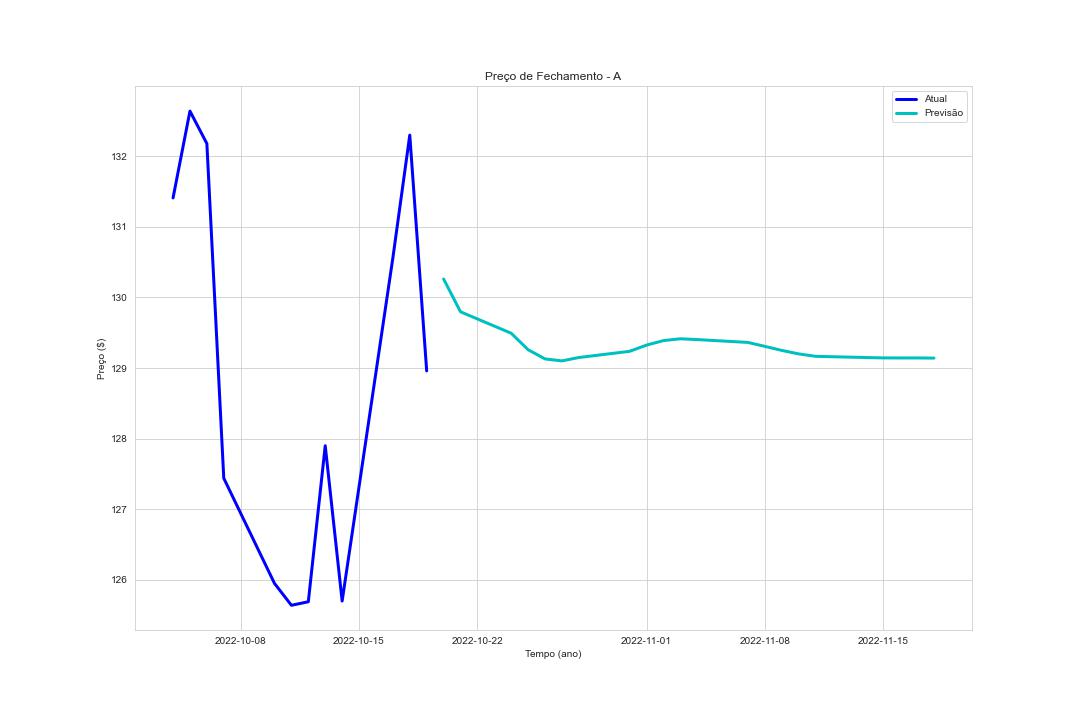 Preço de Fechamento - A
Atual
Previsão
Preço ($)
132
131
130
129
128
127
126
2022-10-08
2022-10-15
2022-10-22
2022-11-01
2022-11-08
2022-11-15
Tempo (ano)